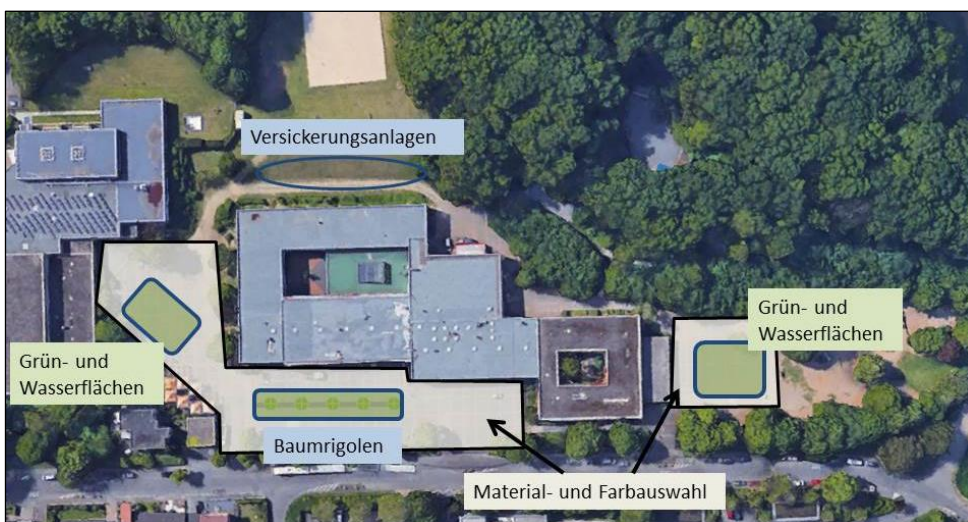 Versickerungsanlagen
Grün- und
Wasserflächen
Grün- und
Wasserflächen
Baumrigolen
Material- und Farbauswahl